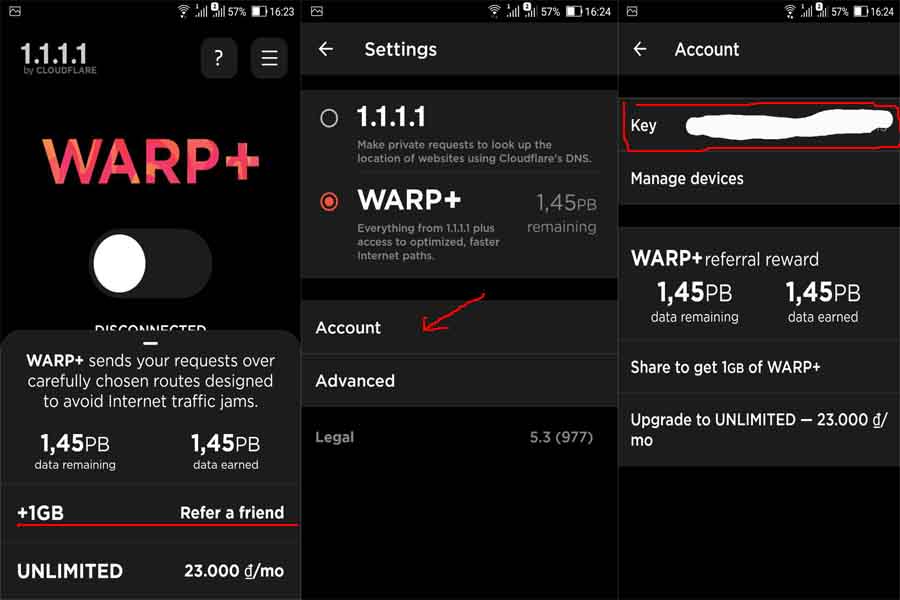 57% 16:23
1.1.1.1
by CLOUDFLARE
?
WARP+
DISCONNECTED
WARP+ sends your requests over
carefully chosen routes designed
to avoid Internet traffic jams.
1,45PB 1,45PB
data remaining data earned
+1GB Refer a friend
UNLIMITED 23.000 ₫/mo
57% 16:24
Settings
1.1.1.1
Make private requests to look up the
location of websites using Cloudflare's DNS.
WARP+ 1,45PB
remaining
Everything from 1.1.1.1 plus
access to optimized, faster
Internet paths.
Account
Advanced
Legal 5.3 (977)
57% 16:24
Account
Key
Manage devices
WARP+ referral reward
1,45PB 1,45PB
data remaining data earned
Share to get 1GB of WARP+
Upgrade to UNLIMITED — 23.000 ₫/
mo